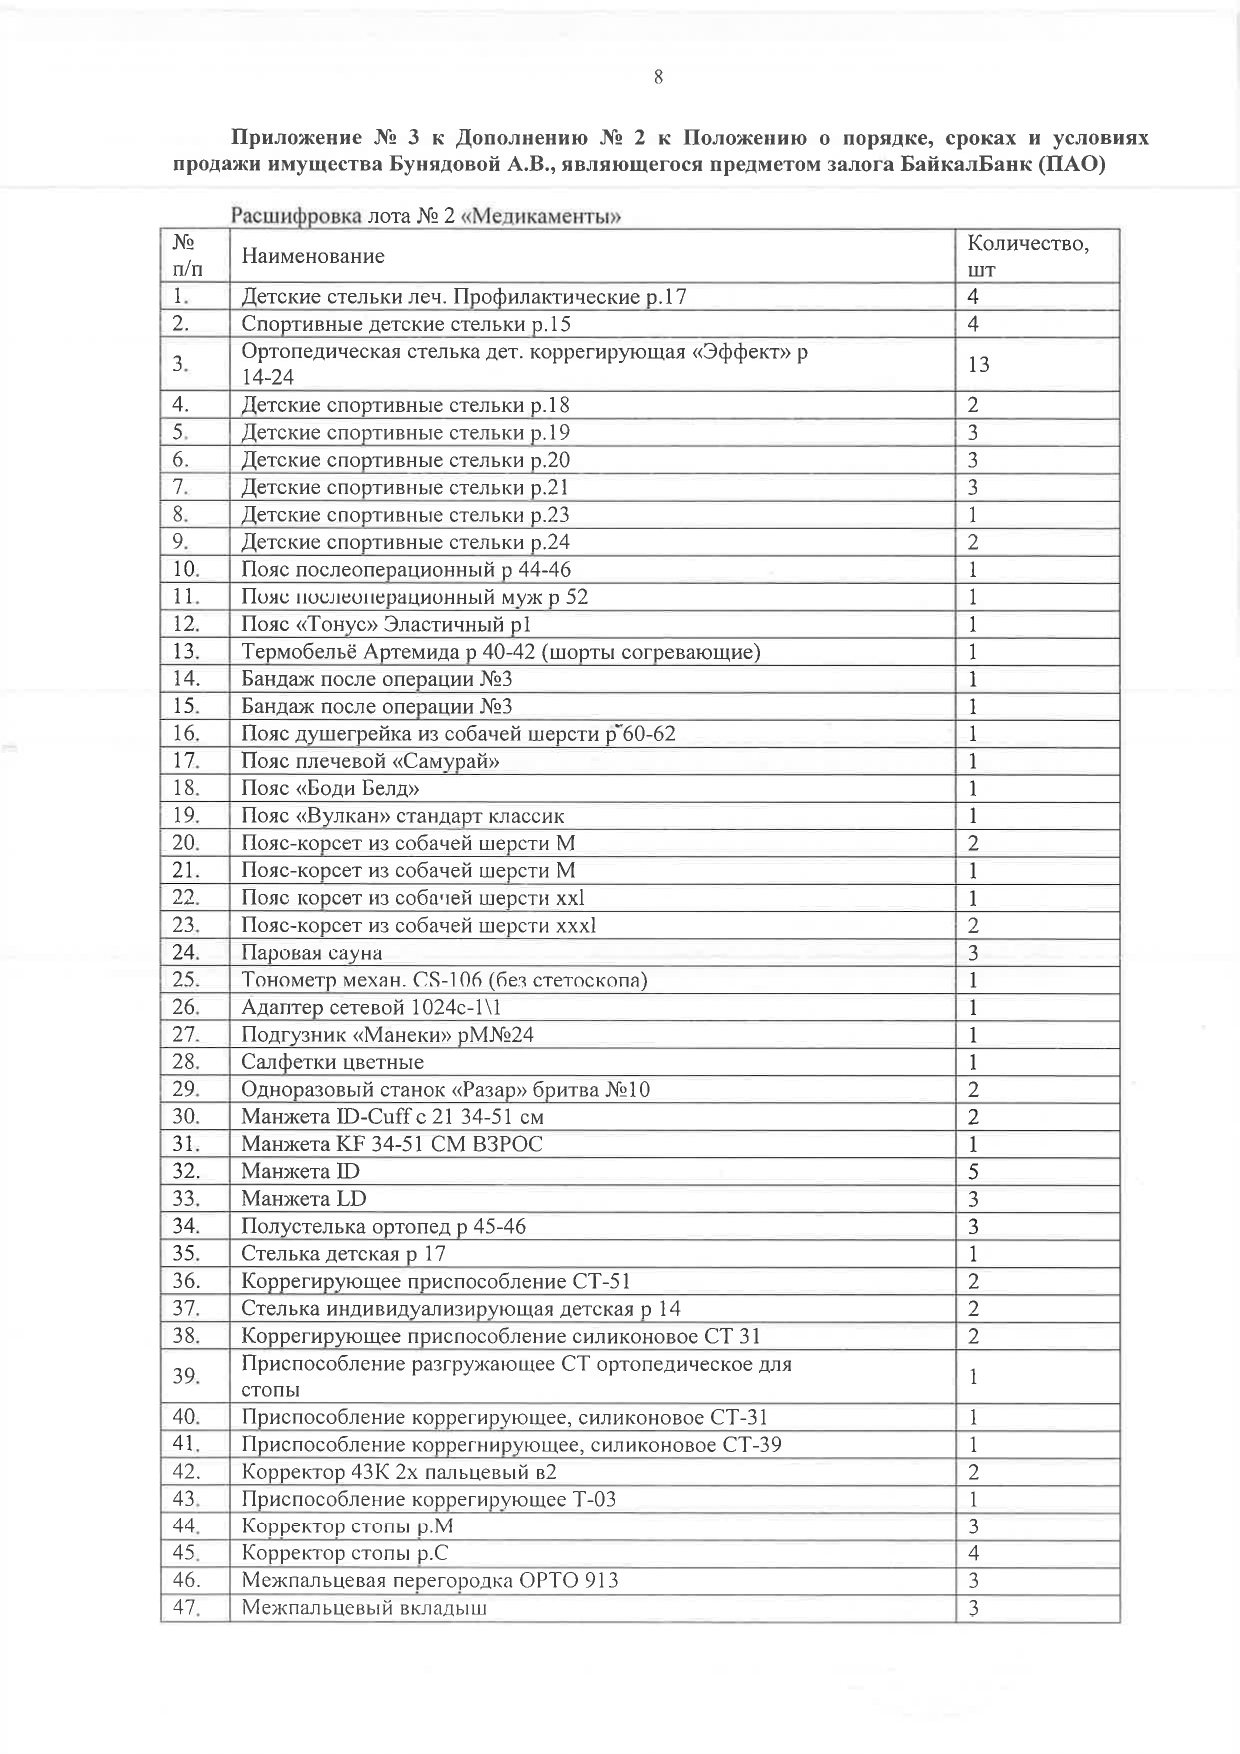 8
Приложение № 3 к Дополнению № 2 к Положению о порядке, сроках и условиях
продажи имущества Бунядовой А.В., являющегося предметом залога БайкалБанк (ПАО)
Расшифровка лота № 2 «Медикаменты»
№ п/п Наименование Количество, шт
1. Детские стельки леч. Профилактические р.17 4
2. Спортивные детские стельки р.15 4
3. Ортопедическая стелька дет. коррегирующая «Эффект» р
14-24 13
4. Детские спортивные стельки р.18 2
5. Детские спортивные стельки р.19 3
6. Детские спортивные стельки р.20 3
7. Детские спортивные стельки р.21 3
8. Детские спортивные стельки р.23 1
9. Детские спортивные стельки р.24 2
10. Пояс послеоперационный р 44-46 1
11. Пояс послеоперационный муж р 52 1
12. Пояс «Тонус» Эластичный р1 1
13. Термобельё Артемида р 40-42 (шорты согревающие) 1
14. Бандаж после операции №3 1
15. Бандаж после операции №3 1
16. Пояс душегрейка из собачей шерсти р 60-62 1
17. Пояс плечевой «Самурай» 1
18. Пояс «Боди Белд» 1
19. Пояс «Вулкан» стандарт классик 1
20. Пояс-корсет из собачей шерсти М 2
21. Пояс-корсет из собачей шерсти М 1
22. Пояс корсет из собачей шерсти xxl 1
23. Пояс-корсет из собачей шерсти xxxl 2
24. Паровая сауна 3
25. Тонометр механ. CS-106 (без стетоскопа) 1
26. Адаптер сетевой 1024с-1\1 1
27. Подгузник «Манеки» рМ№24 1
28. Салфетки цветные 1
29. Одноразовый станок «Разар» бритва №10 2
30. Манжета ID-Cuff с 21 34-51 см 2
31. Манжета KF 34-51 СМ ВЗРОС 1
32. Манжета ID 5
33. Манжета LD 3
34. Полустелька ортопед р 45-46 3
35. Стелька детская р 17 1
36. Коррегирующее приспособление СТ-51 2
37. Стелька индивидуализирующая детская р 14 2
38. Коррегирующее приспособление силиконовое СТ 31 2
39. Приспособление разгружающее СТ ортопедическое для
стопы 1
40. Приспособление коррегирующее, силиконовое СТ-31 1
41. Приспособление коррегнирующее, силиконовое СТ-39 1
42. Корректор 43К 2х пальцевый в2 2
43. Приспособление коррегирующее Т-03 1
44. Корректор стопы р.М 3
45. Корректор стопы р.С 4
46. Межпальцевая перегородка ОРТО 913 3
47. Межпальцевый вкладыш 3